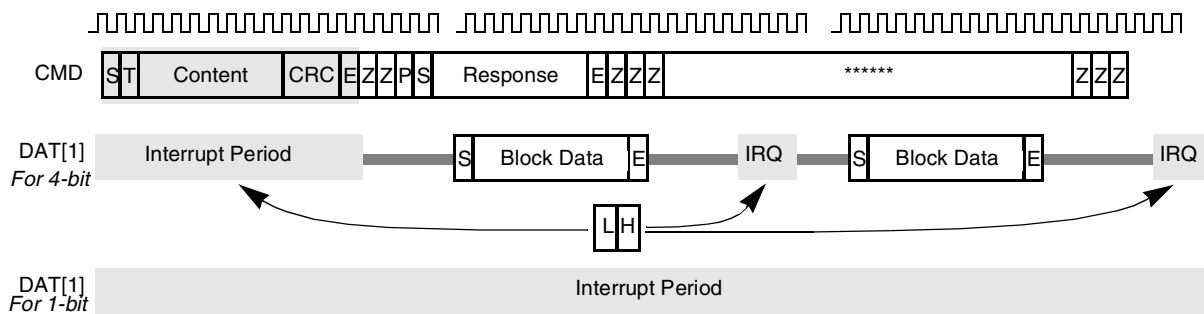 CMD S T Content CRC E Z Z P S Response E Z Z Z ****** Z Z Z
DAT[1] Interrupt Period S Block Data E IRQ S Block Data E IRQ
For 4-bit
L H
DAT[1] Interrupt Period
For 1-bit